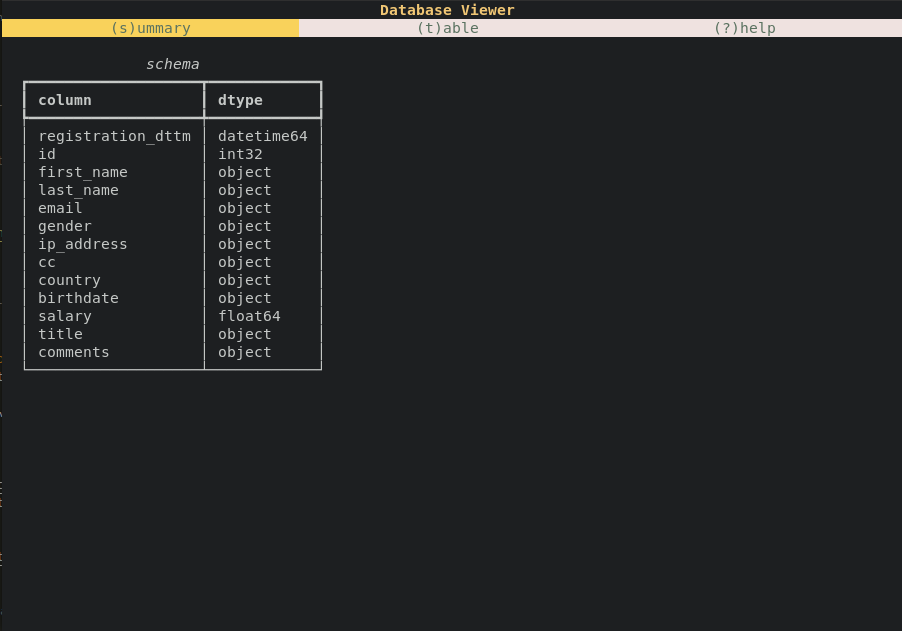 Database Viewer
(s)ummary (t)able (?)help
schema
column dtype
registration_dttm datetime64
id int32
first_name object
last_name object
email object
gender object
ip_address object
cc object
country object
birthdate object
salary float64
title object
comments object